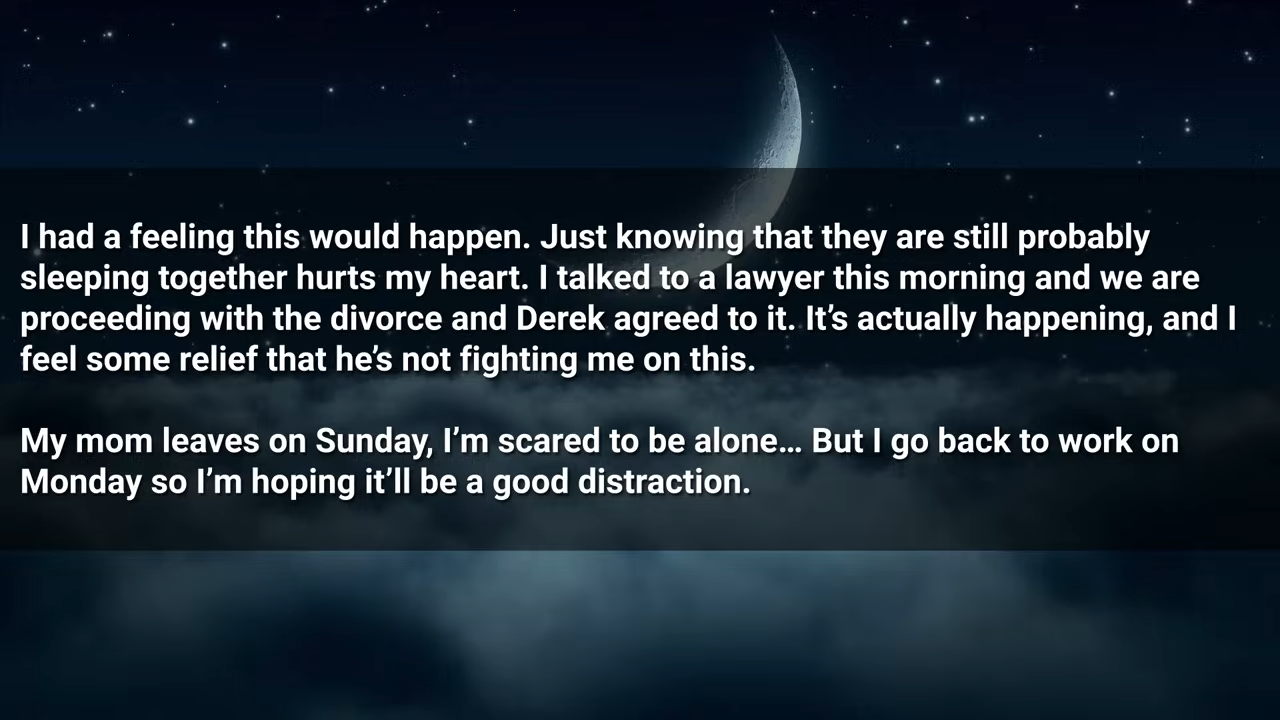 I had a feeling this would happen. Just knowing that they are still probably
sleeping together hurts my heart. I talked to a lawyer this morning and we are
proceeding with the divorce and Derek agreed to it. It’s actually happening, and I
feel some relief that he’s not fighting me on this.
My mom leaves on Sunday, I’m scared to be alone… But I go back to work on
Monday so I’m hoping it’ll be a good distraction.